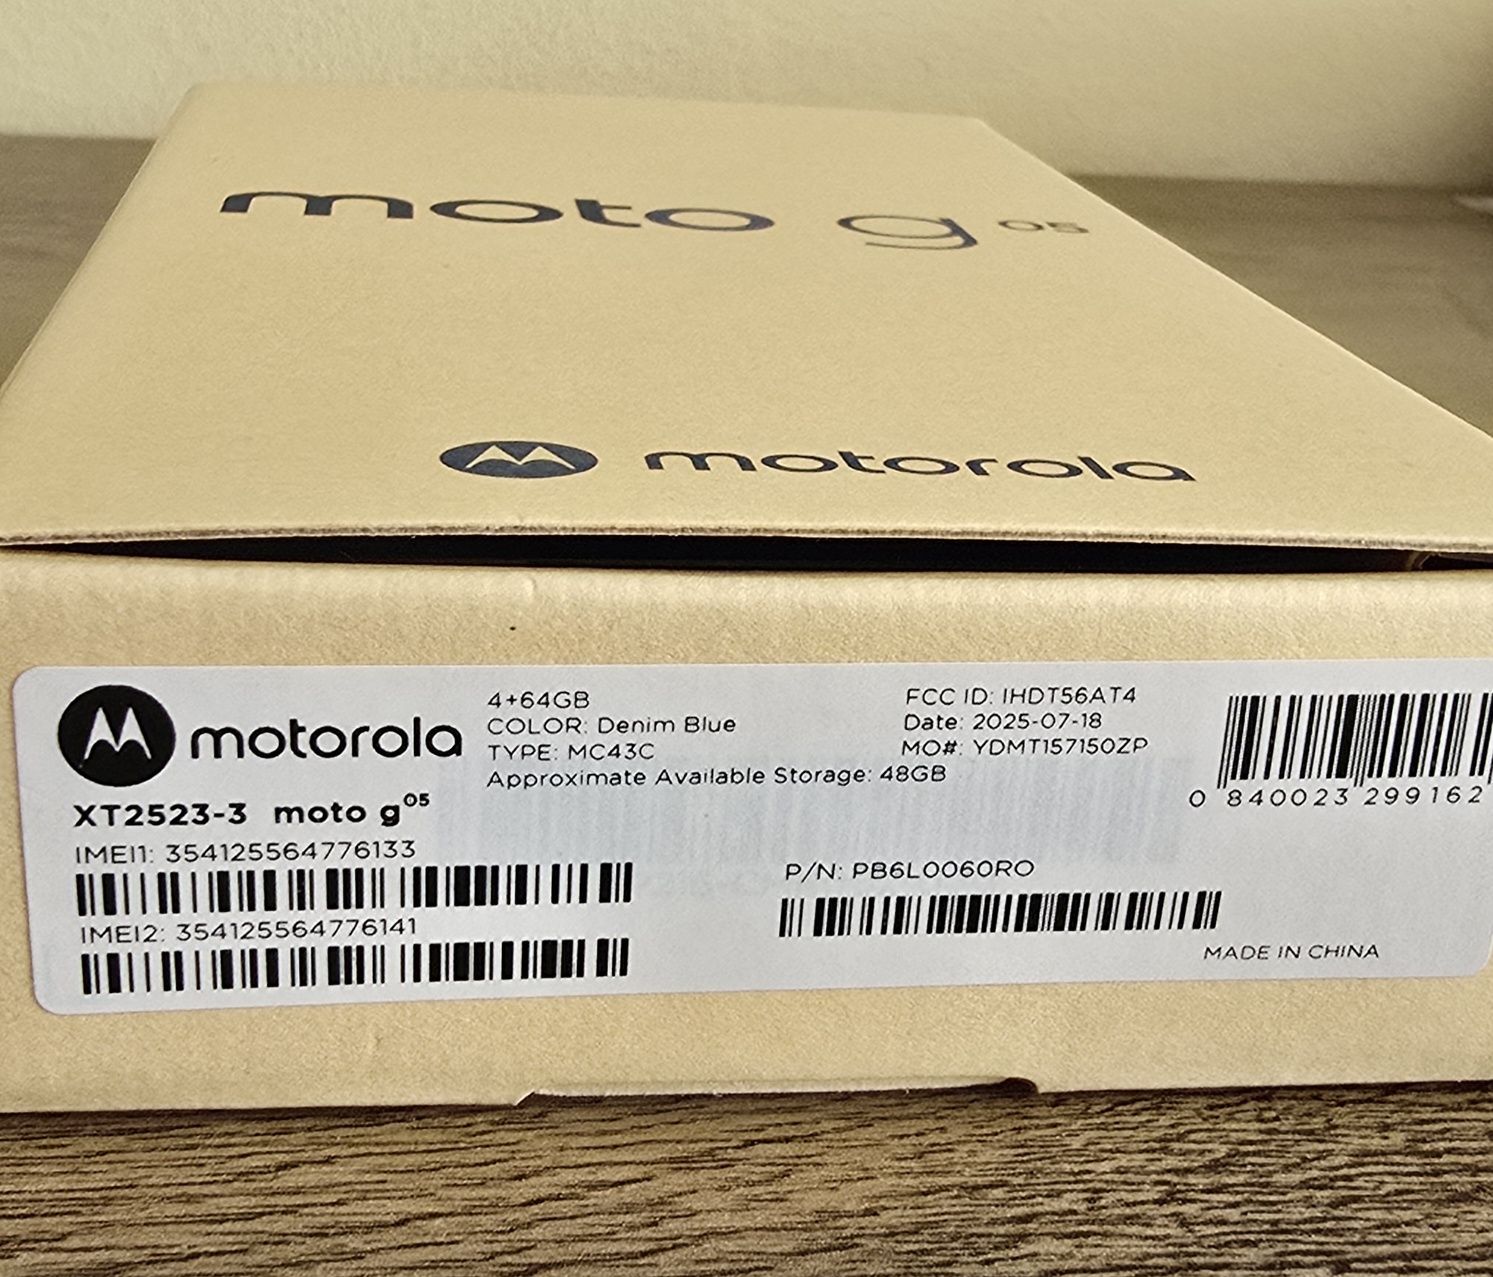 moto g 05
motorola
motorola
XT2523-3 moto g05
IMEI1: 354125564776133
IMEI2: 354125564776141
4+64GB
COLOR: Denim Blue
TYPE: MC43C
Approximate Available Storage: 48GB
FCC ID: IHDT56AT4
Date: 2025-07-18
MO#: YDMT157150ZP
P/N: PB6L0060RO
0 840023 299162
MADE IN CHINA